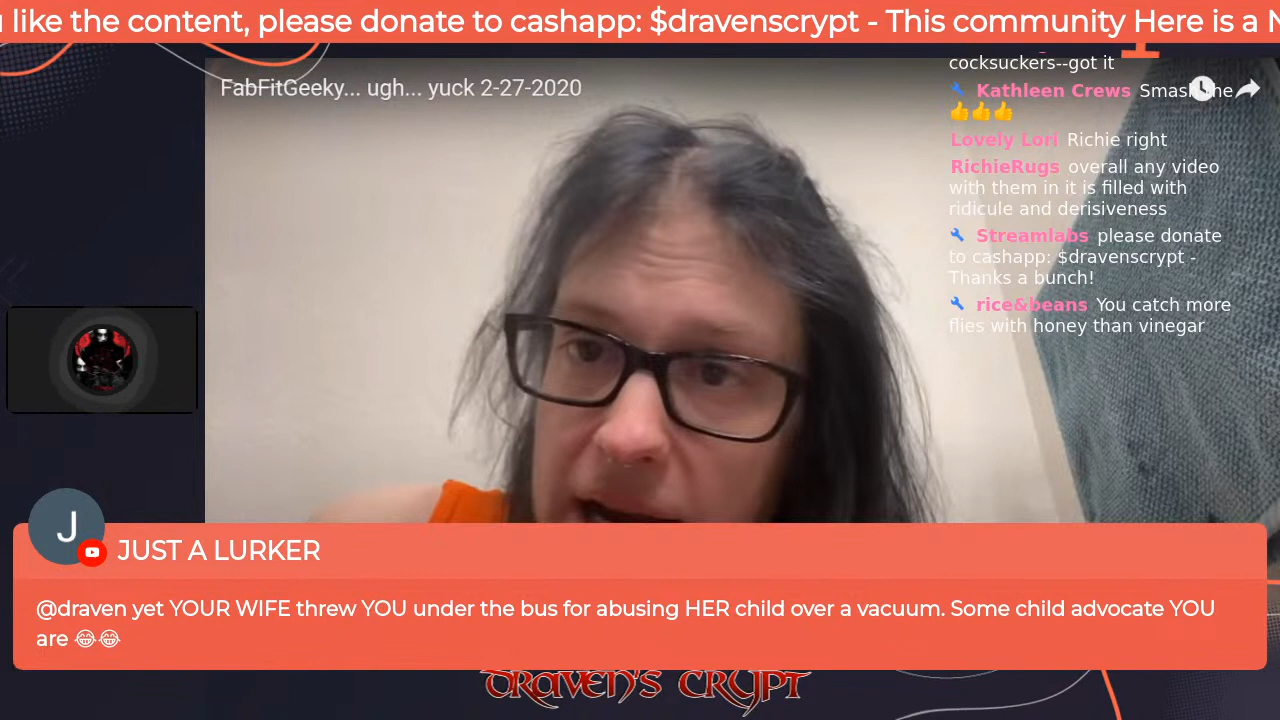 like the content, please donate to cashapp: $dravenscrypt - This community Here is a
FabFitGeeky... ugh... yuck 2-27-2020
cocksuckers--got it
Kathleen Crews Smash the
👍👍👍
Lovely Lori Richie right
RichieRugs overall any video
with them in it is filled with
ridicule and derisiveness
Streamlabs please donate
to cashapp: $dravenscrypt -
Thanks a bunch!
rice&beans You catch more
flies with honey than vinegar
J
JUST A LURKER
@draven yet YOUR WIFE threw YOU under the bus for abusing HER child over a vacuum. Some child advocate YOU
are 😂😂
DRAVEN'S CRYPT